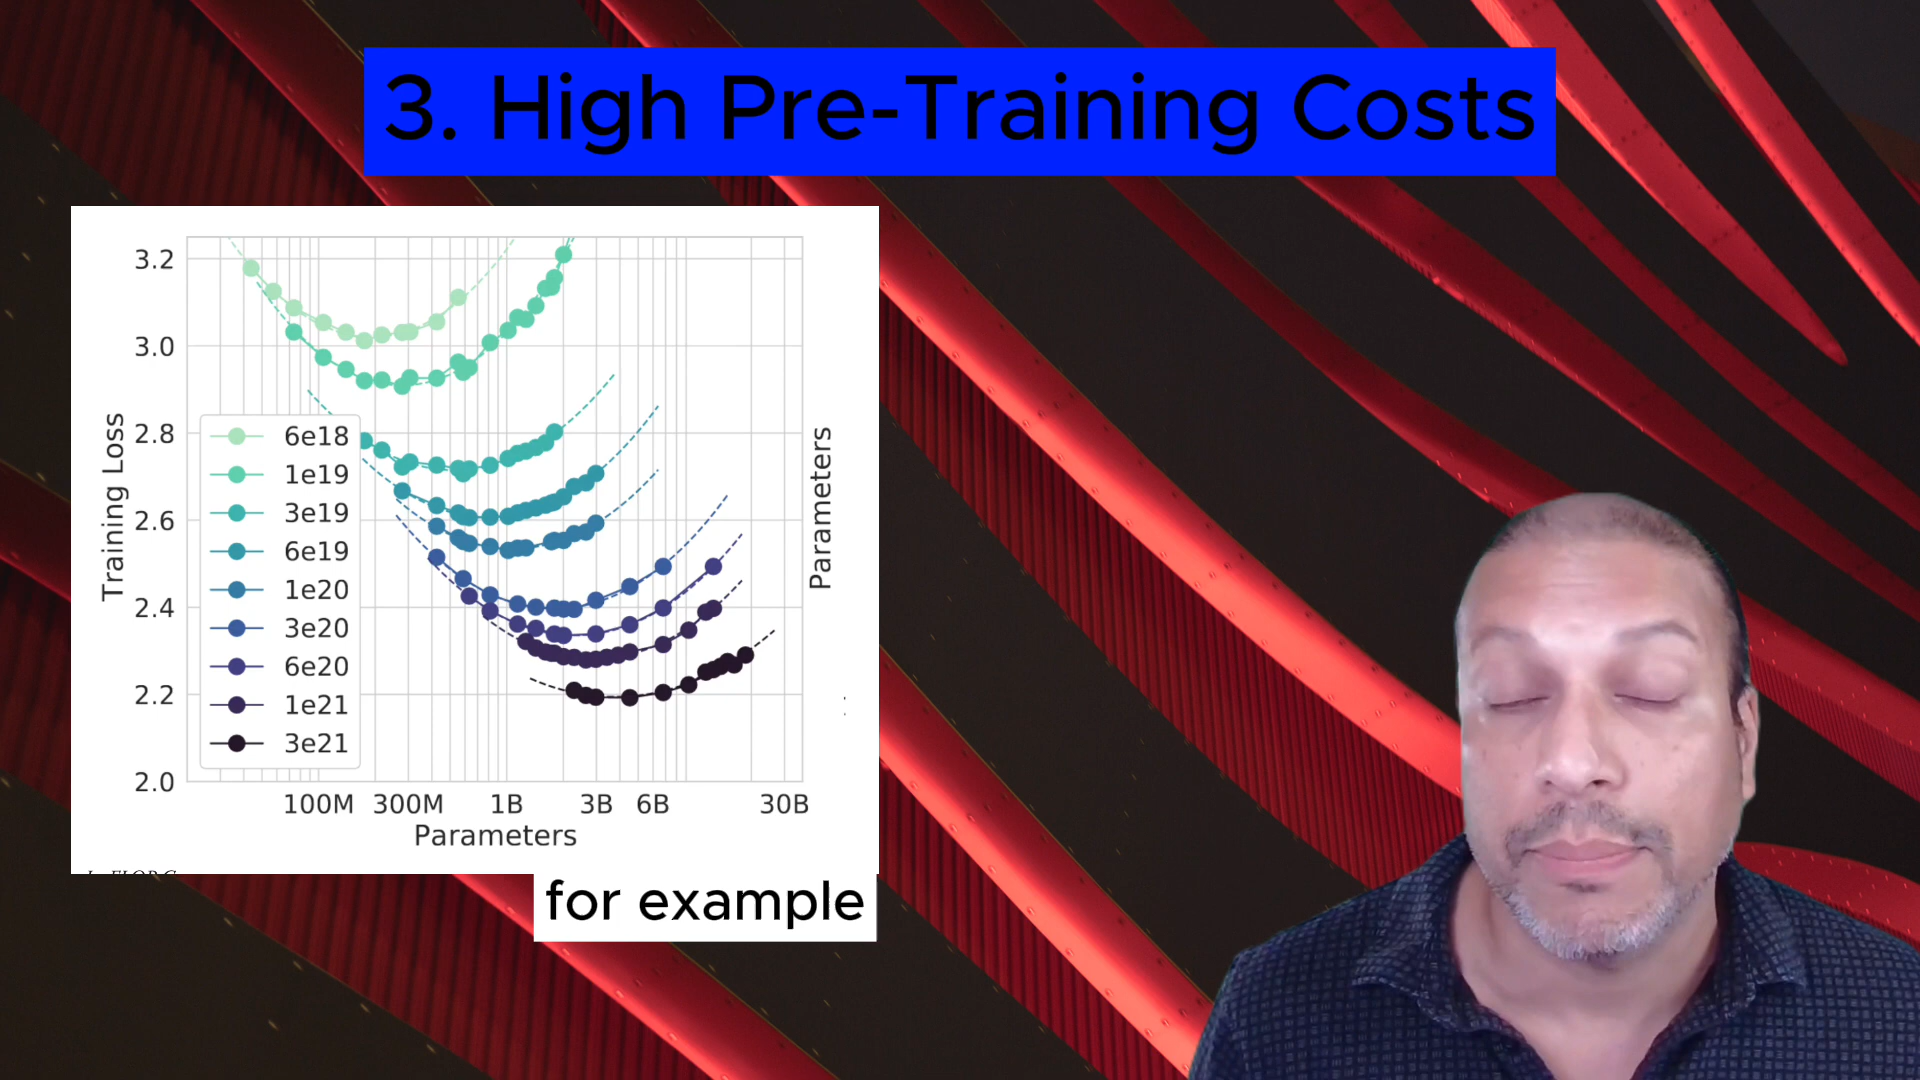 3. High Pre-Training Costs
3.2
3.0
2.8
2.6
2.4
2.2
2.0
Training Loss
6e18
1e19
3e19
6e19
1e20
3e20
6e20
1e21
3e21
100M 300M 1B 3B 6B 30B
Parameters
Parameters
for example